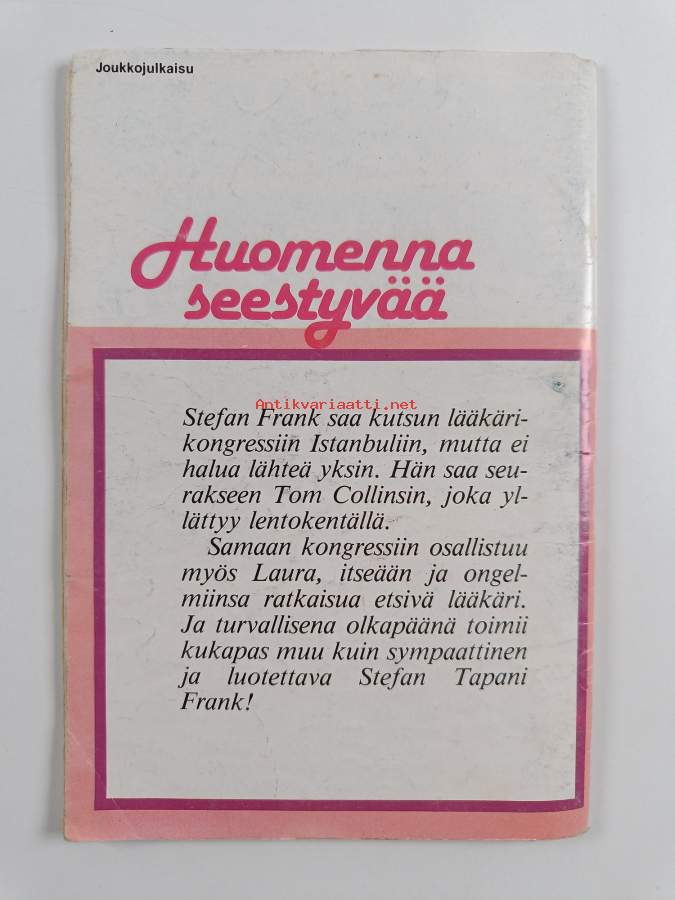 Joukkojulkaisu
Huomenna
seestyvää
Antikvariaatti.net
Stefan Frank saa kutsun lääkäri-
kongressiin Istanbuliin, mutta ei
halua lähteä yksin. Hän saa seu-
rakseen Tom Collinsin, joka yl-
lättyy lentokentällä.
Samaan kongressiin osallistuu
myös Laura, itseään ja ongel-
miinsa ratkaisua etsivä lääkäri.
Ja turvallisena olkapäänä toimii
kukapas muu kuin sympaattinen
ja luotettava Stefan Tapani
Frank!